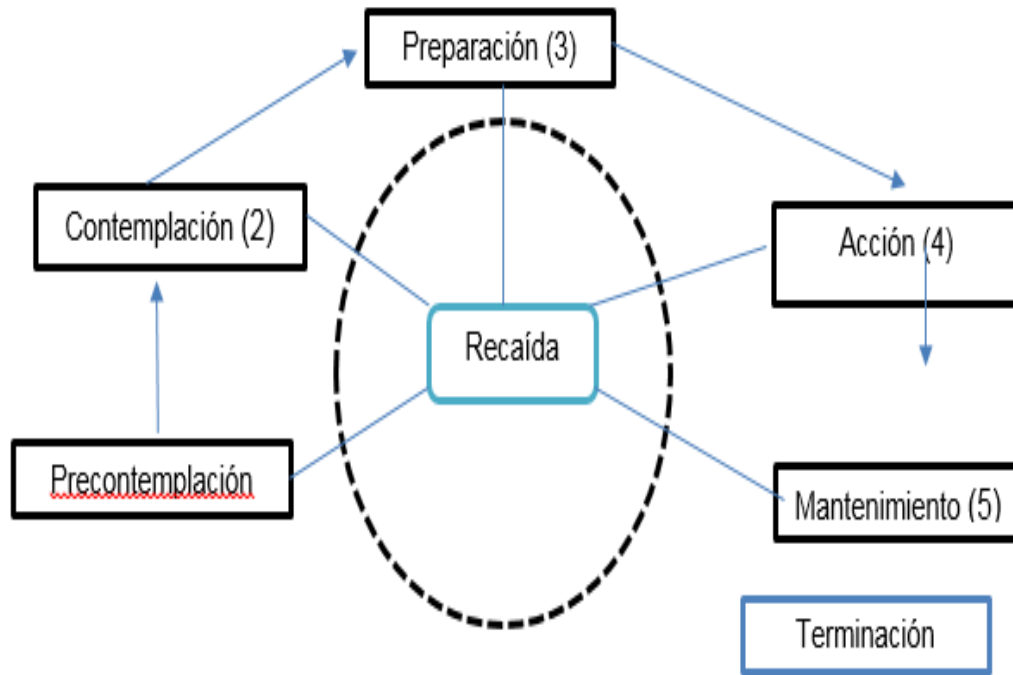 Preparación (3)
Contemplación (2)
Acción (4)
Recaída
Precontemplación
Mantenimiento (5)
Terminación